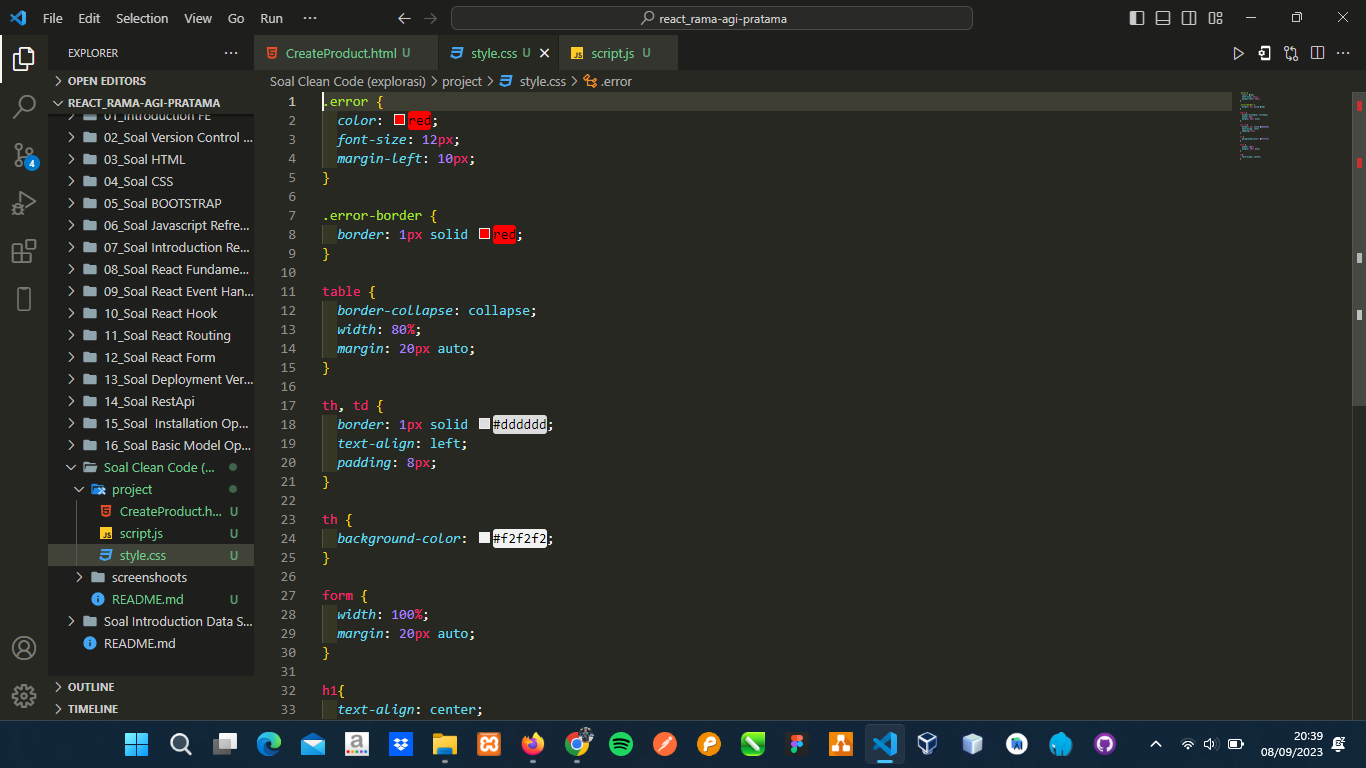 File Edit Selection View Go Run ···
react_rama-agi-pratama
EXPLORER ···
CreateProduct.html U
style.css U
script.js U
OPEN EDITORS
Soal Clean Code (explorasi) > project > style.css > .error
REACT_RAMA-AGI-PRATAMA
01_Introduction FE
02_Soal Version Control ...
03_Soal HTML
04_Soal CSS
05_Soal BOOTSTRAP
06_Soal Javascript Refre...
07_Soal Introduction Re...
08_Soal React Fundame...
09_Soal React Event Han...
10_Soal React Hook
11_Soal React Routing
12_Soal React Form
13_Soal Deployment Ver...
14_Soal RestApi
15_Soal  Installation Op...
16_Soal Basic Model Op...
Soal Clean Code (...
project
CreateProduct.h... U
script.js U
style.css U
screenshoots
README.md U
Soal Introduction Data S...
README.md
OUTLINE
TIMELINE
4
1 .error {
2 color: red;
3 font-size: 12px;
4 margin-left: 10px;
5 }
6
7 .error-border {
8 border: 1px solid red;
9 }
10
11 table {
12 border-collapse: collapse;
13 width: 80%;
14 margin: 20px auto;
15 }
16
17 th, td {
18 border: 1px solid #dddddd;
19 text-align: left;
20 padding: 8px;
21 }
22
23 th {
24 background-color: #f2f2f2;
25 }
26
27 form {
28 width: 100%;
29 margin: 20px auto;
30 }
31
32 h1{
33 text-align: center;
20:39
08/09/2023